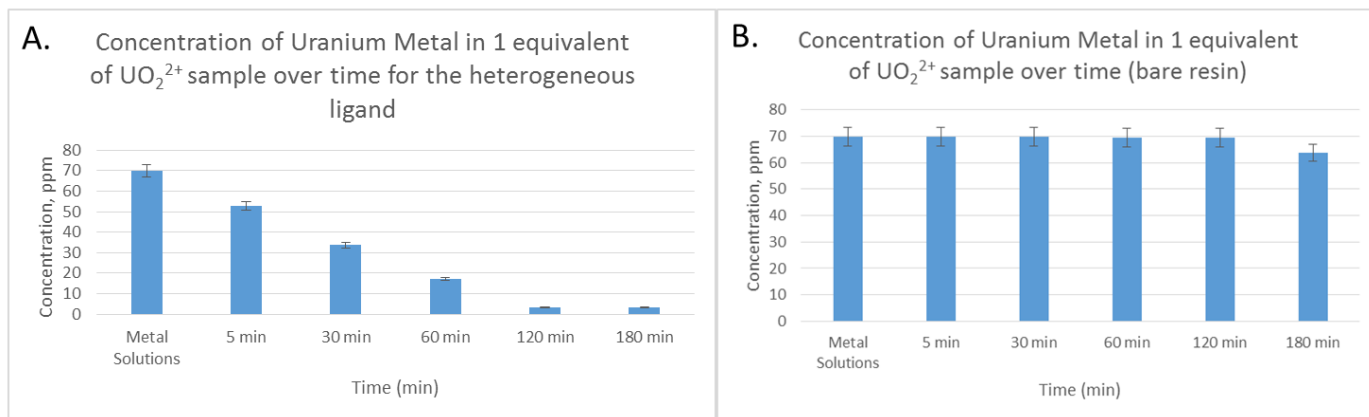 A.
Concentration of Uranium Metal in 1 equivalent
of UO₂²⁺ sample over time for the heterogeneous
ligand
Concentration, ppm
80
70
60
50
40
30
20
10
0
Metal
Solutions
5 min
30 min
60 min
120 min
180 min
Time (min)
B.
Concentration of Uranium Metal in 1 equivalent
of UO₂²⁺ sample over time (bare resin)
Concentration, ppm
80
70
60
50
40
30
20
10
0
Metal
Solutions
5 min
30 min
60 min
120 min
180 min
Time (min)